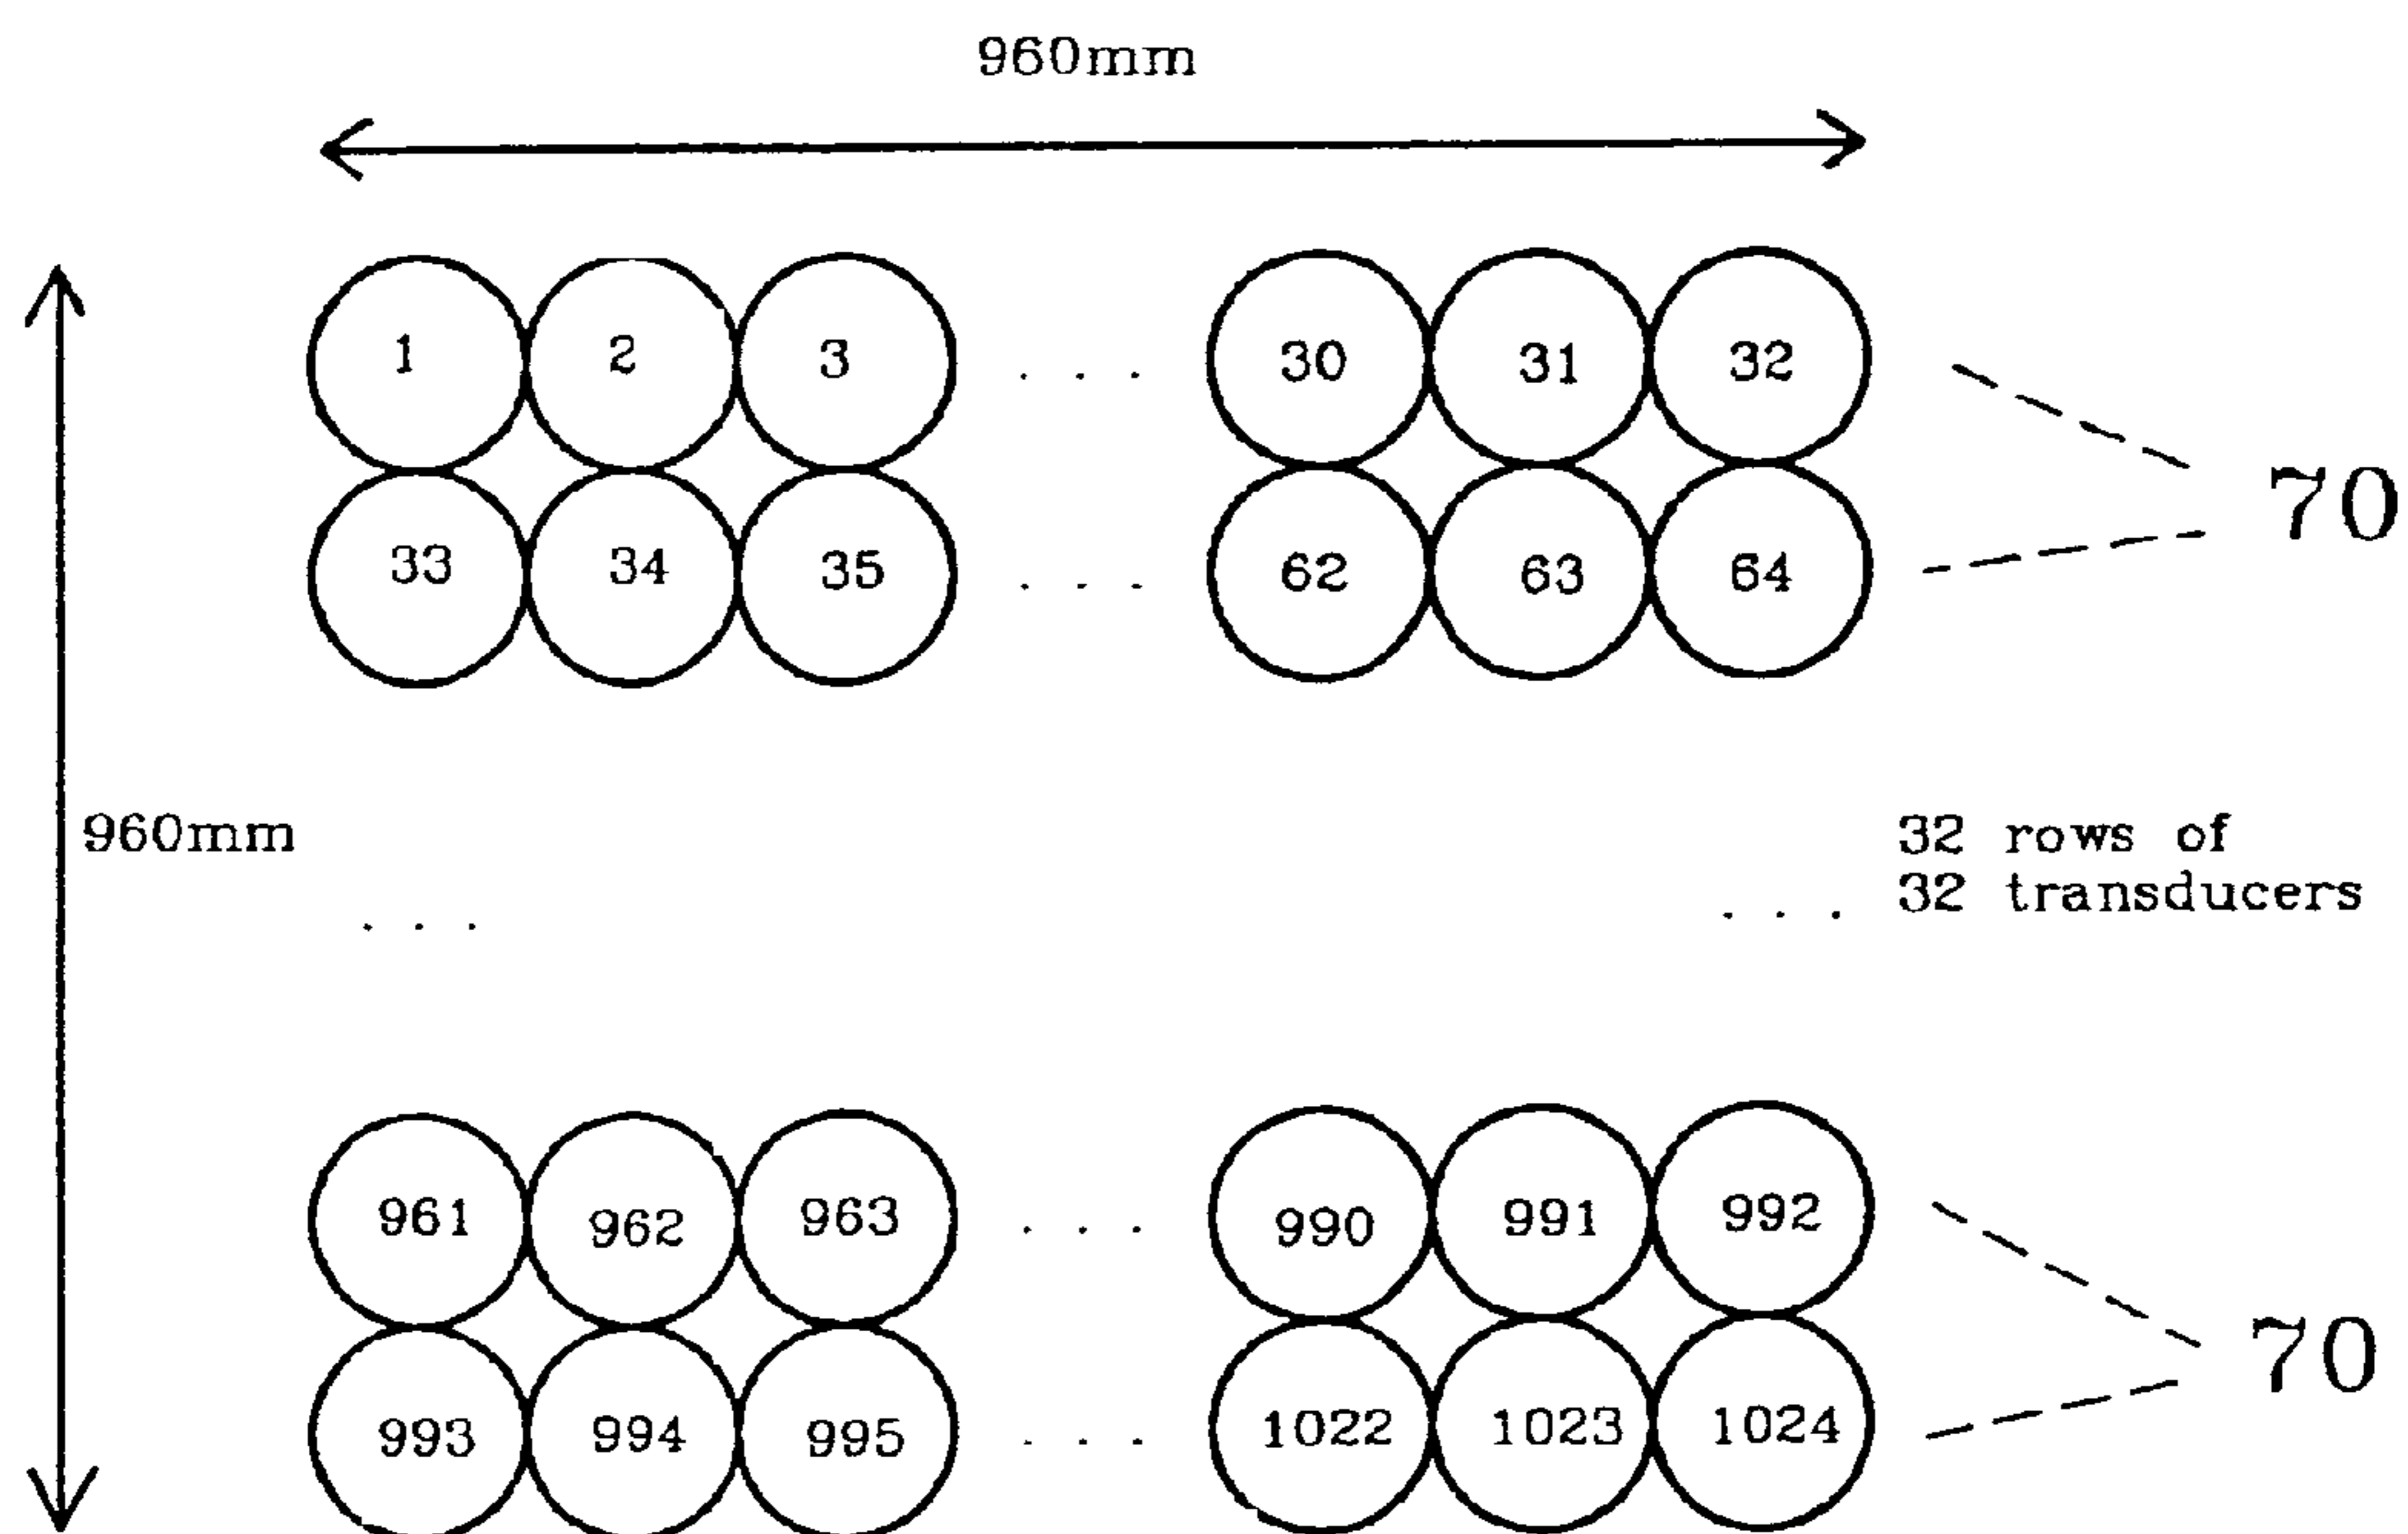 960mm
1 2 3 . . . 30 31 32
70
33 34 35 . . . 62 63 64
960mm
32 rows of
. . . . . . 32 transducers
961 962 963 . . . 990 991 992
70
993 994 995 . . . 1022 1023 1024